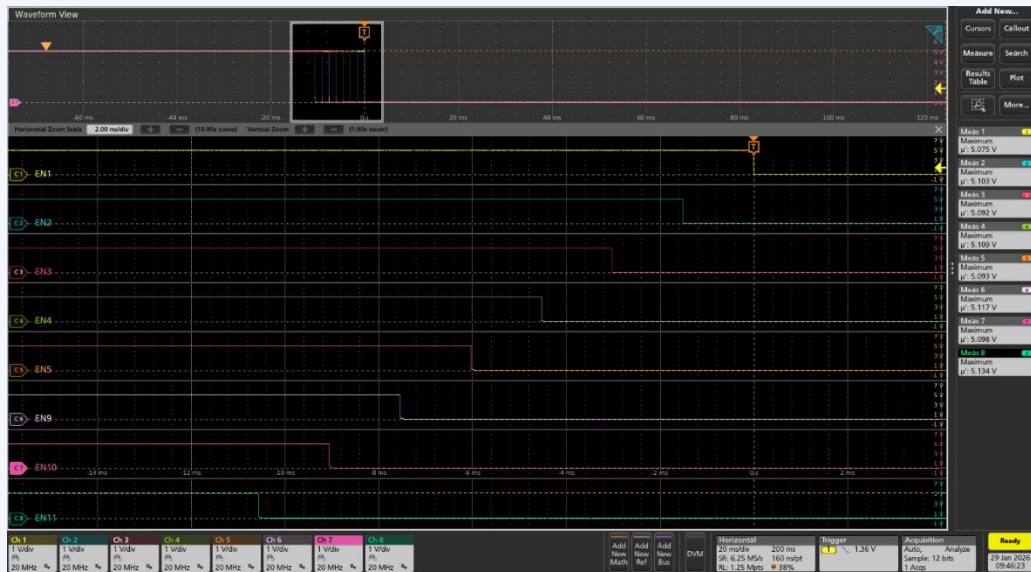 Waveform View
Add New...
Cursors Callout
Measure Search
Results Table Plot
More...
-60 ms -40 ms -20 ms 0s 20 ms 40 ms 60 ms 80 ms 100 ms 120 ms
Horizontal Zoom Scale 2.00 ms/div + − (10.00x zoom) Vertical Zoom + − (1.00x zoom)
C1 EN1
C2 EN2
C3 EN3
C4 EN4
C5 EN5
C6 EN9
C7 EN10
-14 ms -12 ms -10 ms -8 ms -6 ms -4 ms -2 ms 0s 2 ms
C8 EN11
Meas 1
Maximum
µ': 5.075 V
Meas 2
Maximum
µ': 5.103 V
Meas 3
Maximum
µ': 5.092 V
Meas 4
Maximum
µ': 5.109 V
Meas 5
Maximum
µ': 5.093 V
Meas 6
Maximum
µ': 5.117 V
Meas 7
Maximum
µ': 5.098 V
Meas 8
Maximum
µ': 5.134 V
Ch 1
1 V/div
20 MHz
Ch 2
1 V/div
20 MHz
Ch 3
1 V/div
20 MHz
Ch 4
1 V/div
20 MHz
Ch 5
1 V/div
20 MHz
Ch 6
1 V/div
20 MHz
Ch 7
1 V/div
20 MHz
Ch 8
1 V/div
20 MHz
Add New Math
Add New Ref
Add New Bus
DVM
Horizontal
20 ms/div 200 ms
SR: 6.25 MS/s 160 ns/pt
RL: 1.25 Mpts 38%
Trigger
1 1.36 V
Acquisition
Auto, Analyze
Sample: 12 bits
1 Acqs
Ready
29 Jan 2026
09:46:23